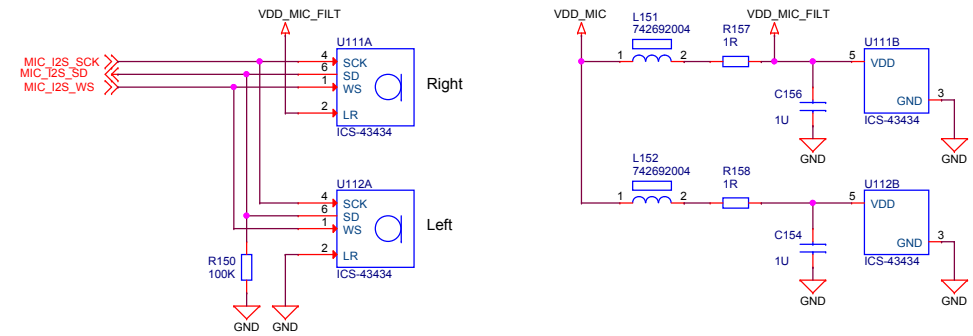 VDD_MIC_FILT
U111A
MIC_I2S_SCK
MIC_I2S_SD
MIC_I2S_WS
4 SCK
6 SD
1 WS
2 LR
ICS-43434
Right
U112A
4 SCK
6 SD
1 WS
2 LR
ICS-43434
Left
R150
100K
GND
GND
VDD_MIC
L151
742692004
1 2
R157
1R
VDD_MIC_FILT
U111B
5 VDD
GND 3
ICS-43434
C156
1U
GND
GND
L152
742692004
1 2
R158
1R
U112B
5 VDD
GND 3
ICS-43434
C154
1U
GND
GND